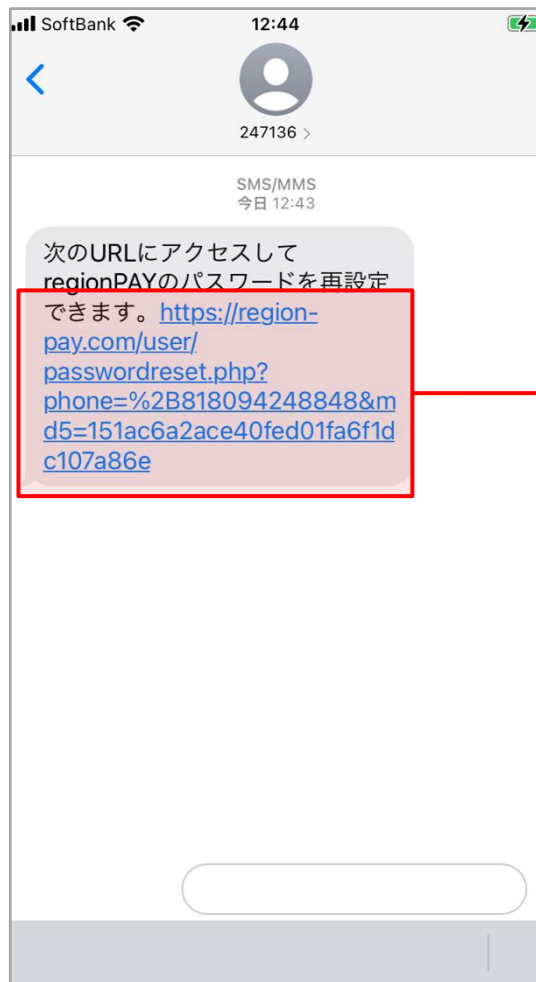 SoftBank
12:44
247136 >
SMS/MMS
今日 12:43
次のURLにアクセスして
regionPAYのパスワードを再設定
できます。https://region-
pay.com/user/
passwordreset.php?
phone=%2B818094248848&m
d5=151ac6a2ace40fed01fa6f1d
c107a86e